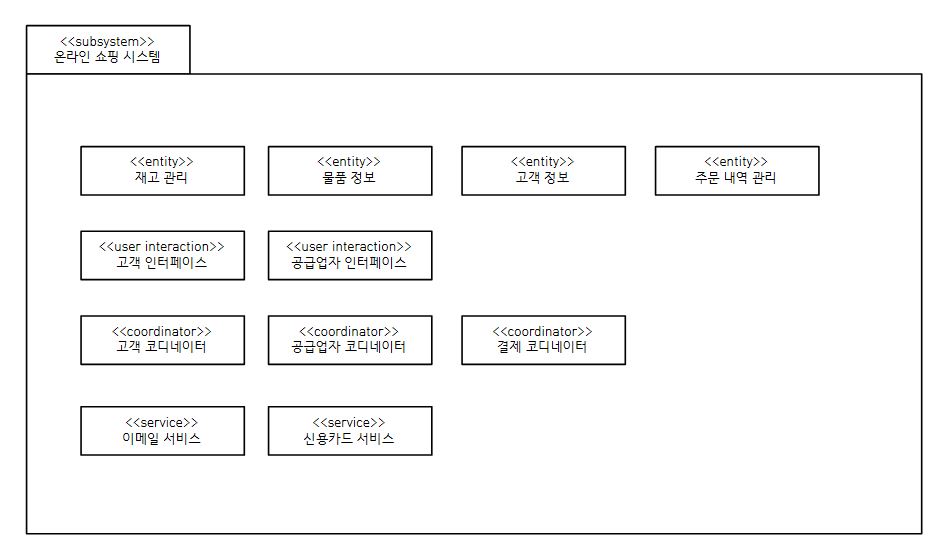 <<subsystem>>
온라인 쇼핑 시스템
<<entity>>
재고 관리
<<entity>>
물품 정보
<<entity>>
고객 정보
<<entity>>
주문 내역 관리
<<user interaction>>
고객 인터페이스
<<user interaction>>
공급업자 인터페이스
<<coordinator>>
고객 코디네이터
<<coordinator>>
공급업자 코디네이터
<<coordinator>>
결제 코디네이터
<<service>>
이메일 서비스
<<service>>
신용카드 서비스